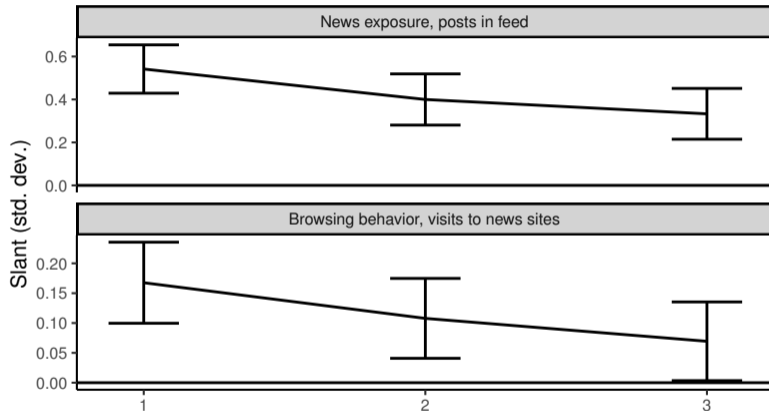 News exposure, posts in feed
0.6
0.4
0.2
0.0
Slant (std. dev.)
Browsing behavior, visits to news sites
0.20
0.15
0.10
0.05
0.00
1 2 3